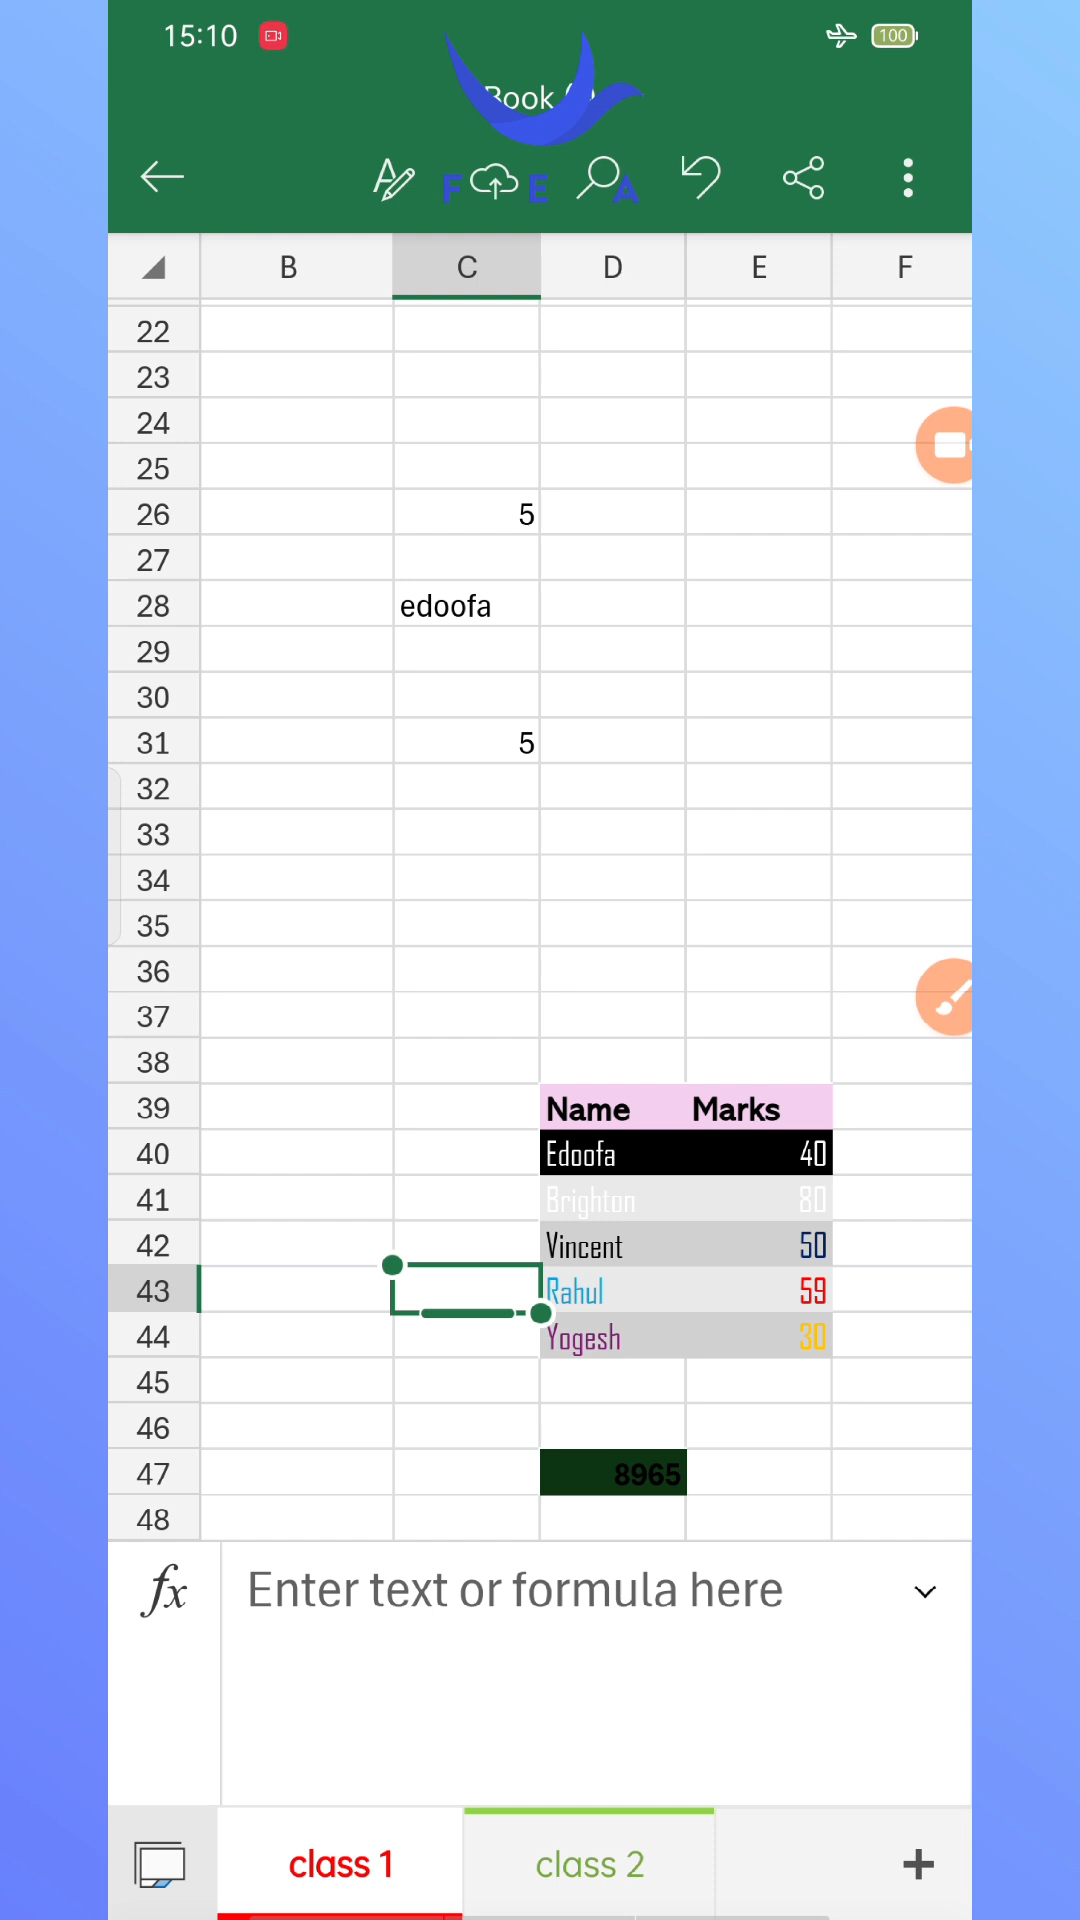 15:10
100
Book
F E A
B C D E F
22
23
24
25
26 5
27
28 edoofa
29
30
31 5
32
33
34
35
36
37
38
39 Name Marks
40 Edoofa 40
41 Brighton 80
42 Vincent 50
43 Rahul 59
44 Yogesh 30
45
46
47 8965
48
fx Enter text or formula here
class 1 class 2 +